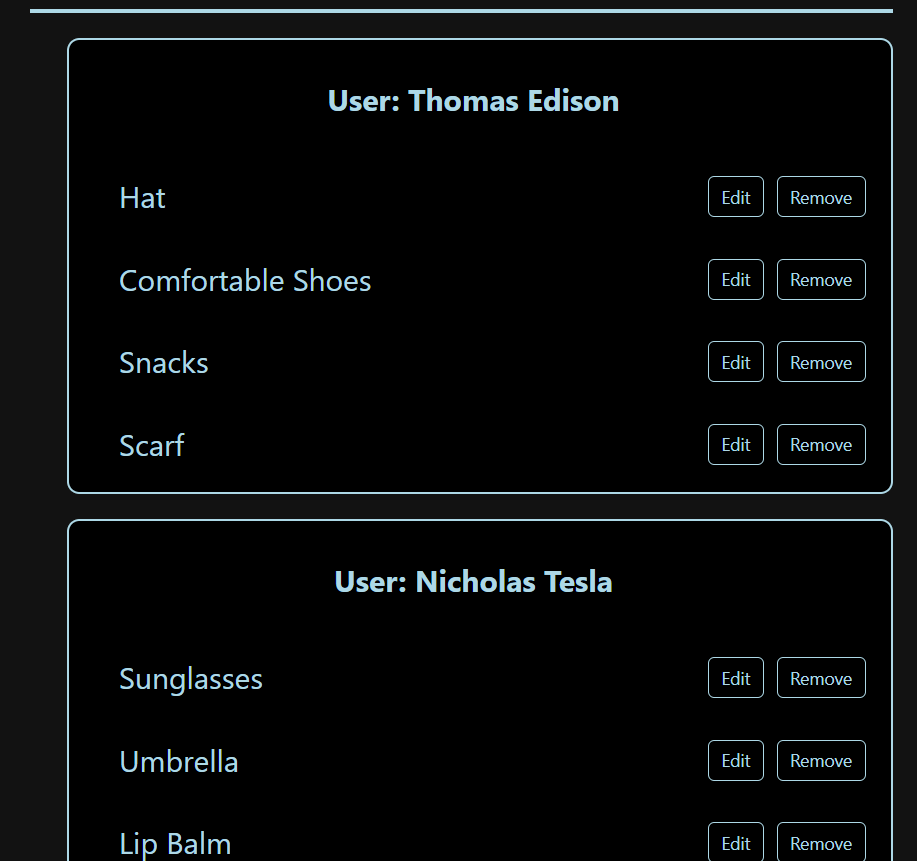 User: Thomas Edison
Hat Edit Remove
Comfortable Shoes Edit Remove
Snacks Edit Remove
Scarf Edit Remove
User: Nicholas Tesla
Sunglasses Edit Remove
Umbrella Edit Remove
Lip Balm Edit Remove